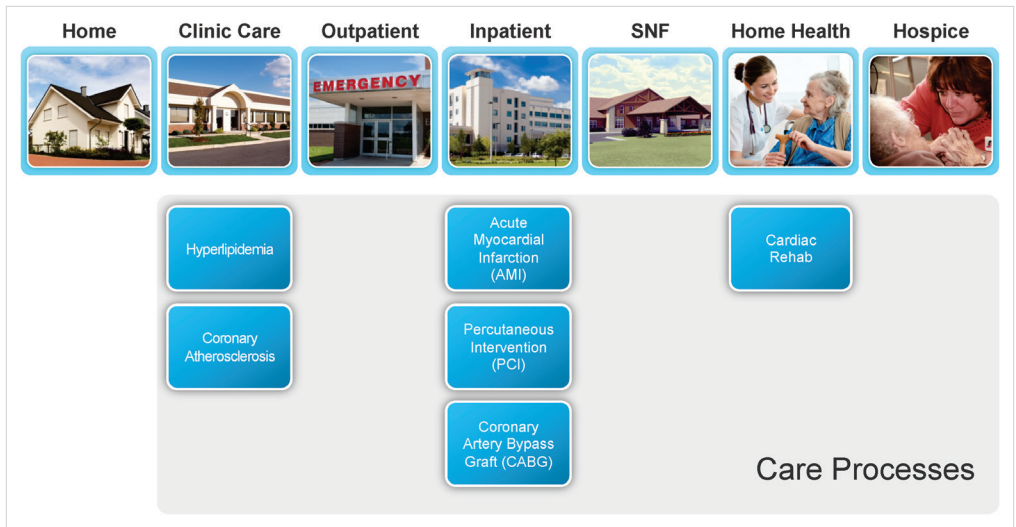 Home
Clinic Care
Outpatient
Inpatient
SNF
Home Health
Hospice
EMERGENCY
Hyperlipidemia
Coronary
Atherosclerosis
Acute
Myocardial
Infarction
(AMI)
Percutaneous
Intervention
(PCI)
Coronary
Artery Bypass
Graft (CABG)
Cardiac
Rehab
Care Processes